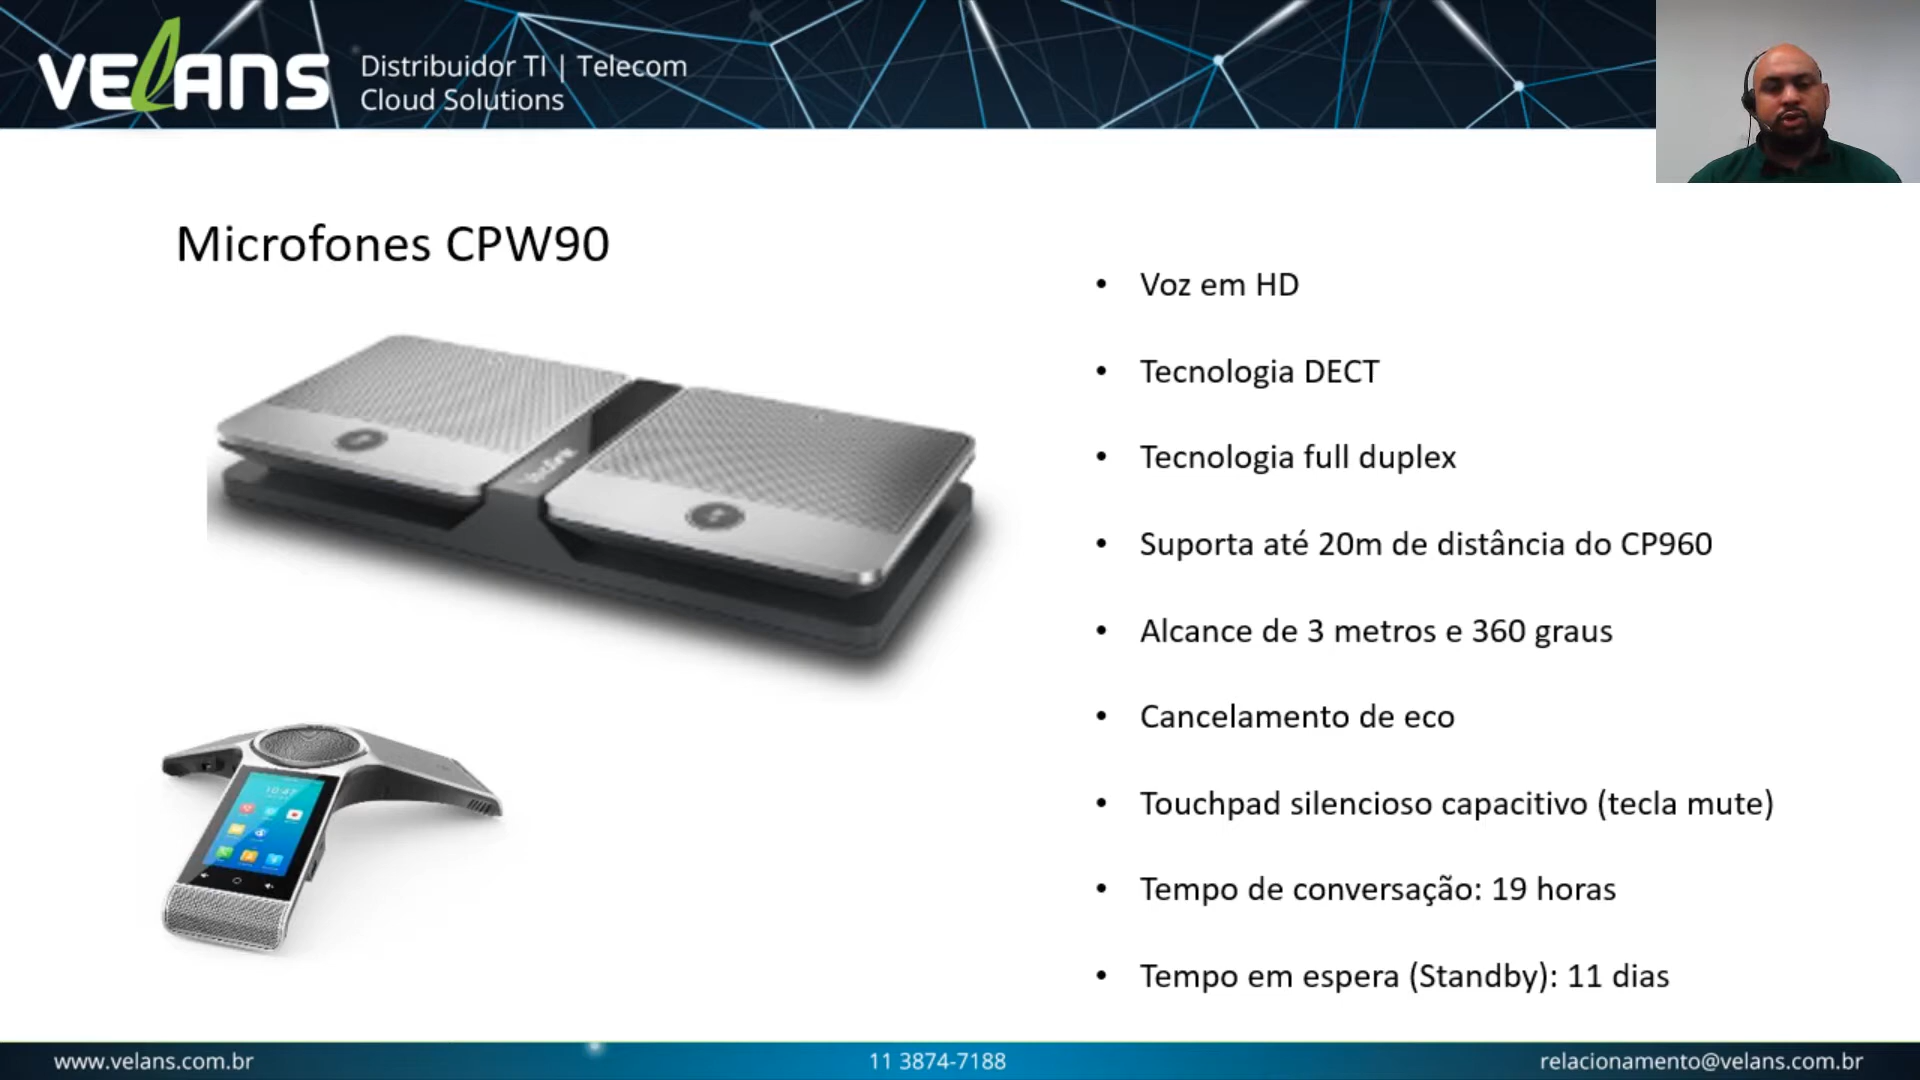 VELANS
Distribuidor TI | Telecom
Cloud Solutions
Microfones CPW90
• Voz em HD
• Tecnologia DECT
• Tecnologia full duplex
• Suporta até 20m de distância do CP960
• Alcance de 3 metros e 360 graus
• Cancelamento de eco
• Touchpad silencioso capacitivo (tecla mute)
• Tempo de conversação: 19 horas
• Tempo em espera (Standby): 11 dias
10:47
www.velans.com.br
11 3874-7188
relacionamento@velans.com.br